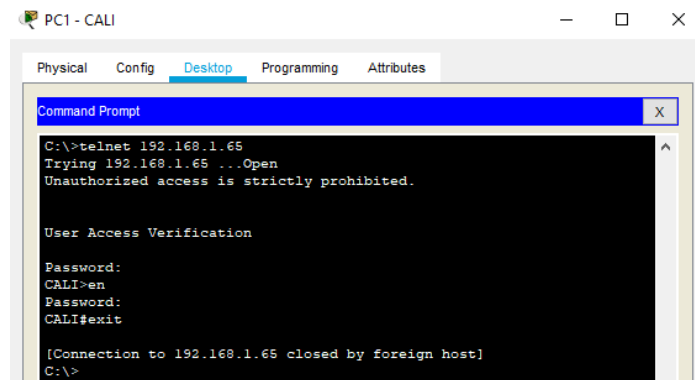 PC1 - CALI
Physical Config Desktop Programming Attributes
Command Prompt X
C:\>telnet 192.168.1.65
Trying 192.168.1.65 ...Open
Unauthorized access is strictly prohibited.
User Access Verification
Password:
CALI>en
Password:
CALI#exit
[Connection to 192.168.1.65 closed by foreign host]
C:\>